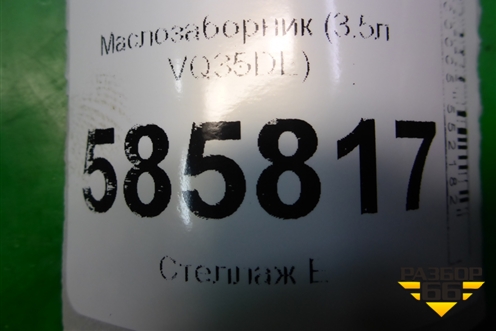 Маслозаборник (3.5л
VQ35DE)
585817
Стеллаж Е
РАЗБОР
66